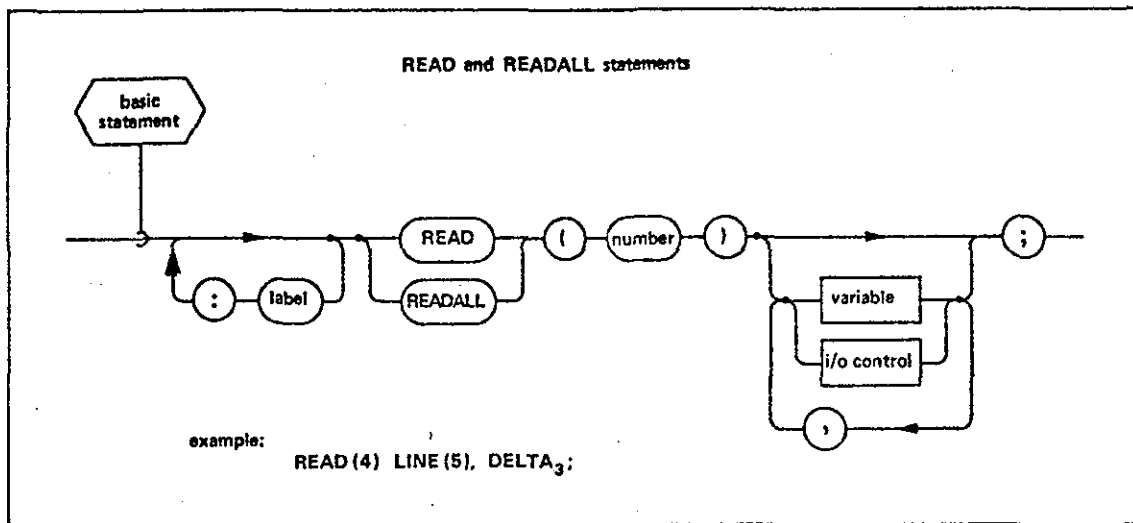 READ and READALL statements
basic
statement
READ
(
number
)
;
:
label
READALL
variable
i/o control
,
example:
READ(4) LINE(5), DELTA₃;